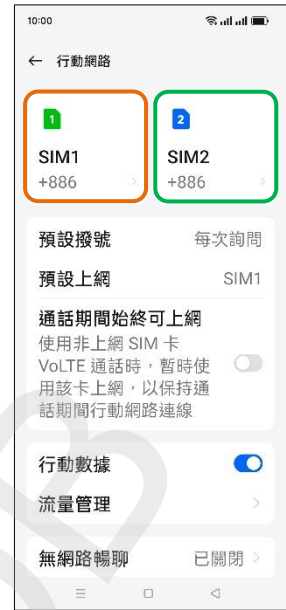 10:00
← 行動網路
1
2
SIM1
SIM2
+886
+886
預設撥號 每次詢問
預設上網 SIM1
通話期間始終可上網
使用非上網 SIM 卡
VoLTE 通話時，暫時使
用該卡上網，以保持通
話期間行動網路連線
行動數據
流量管理
無網路暢聊 已關閉